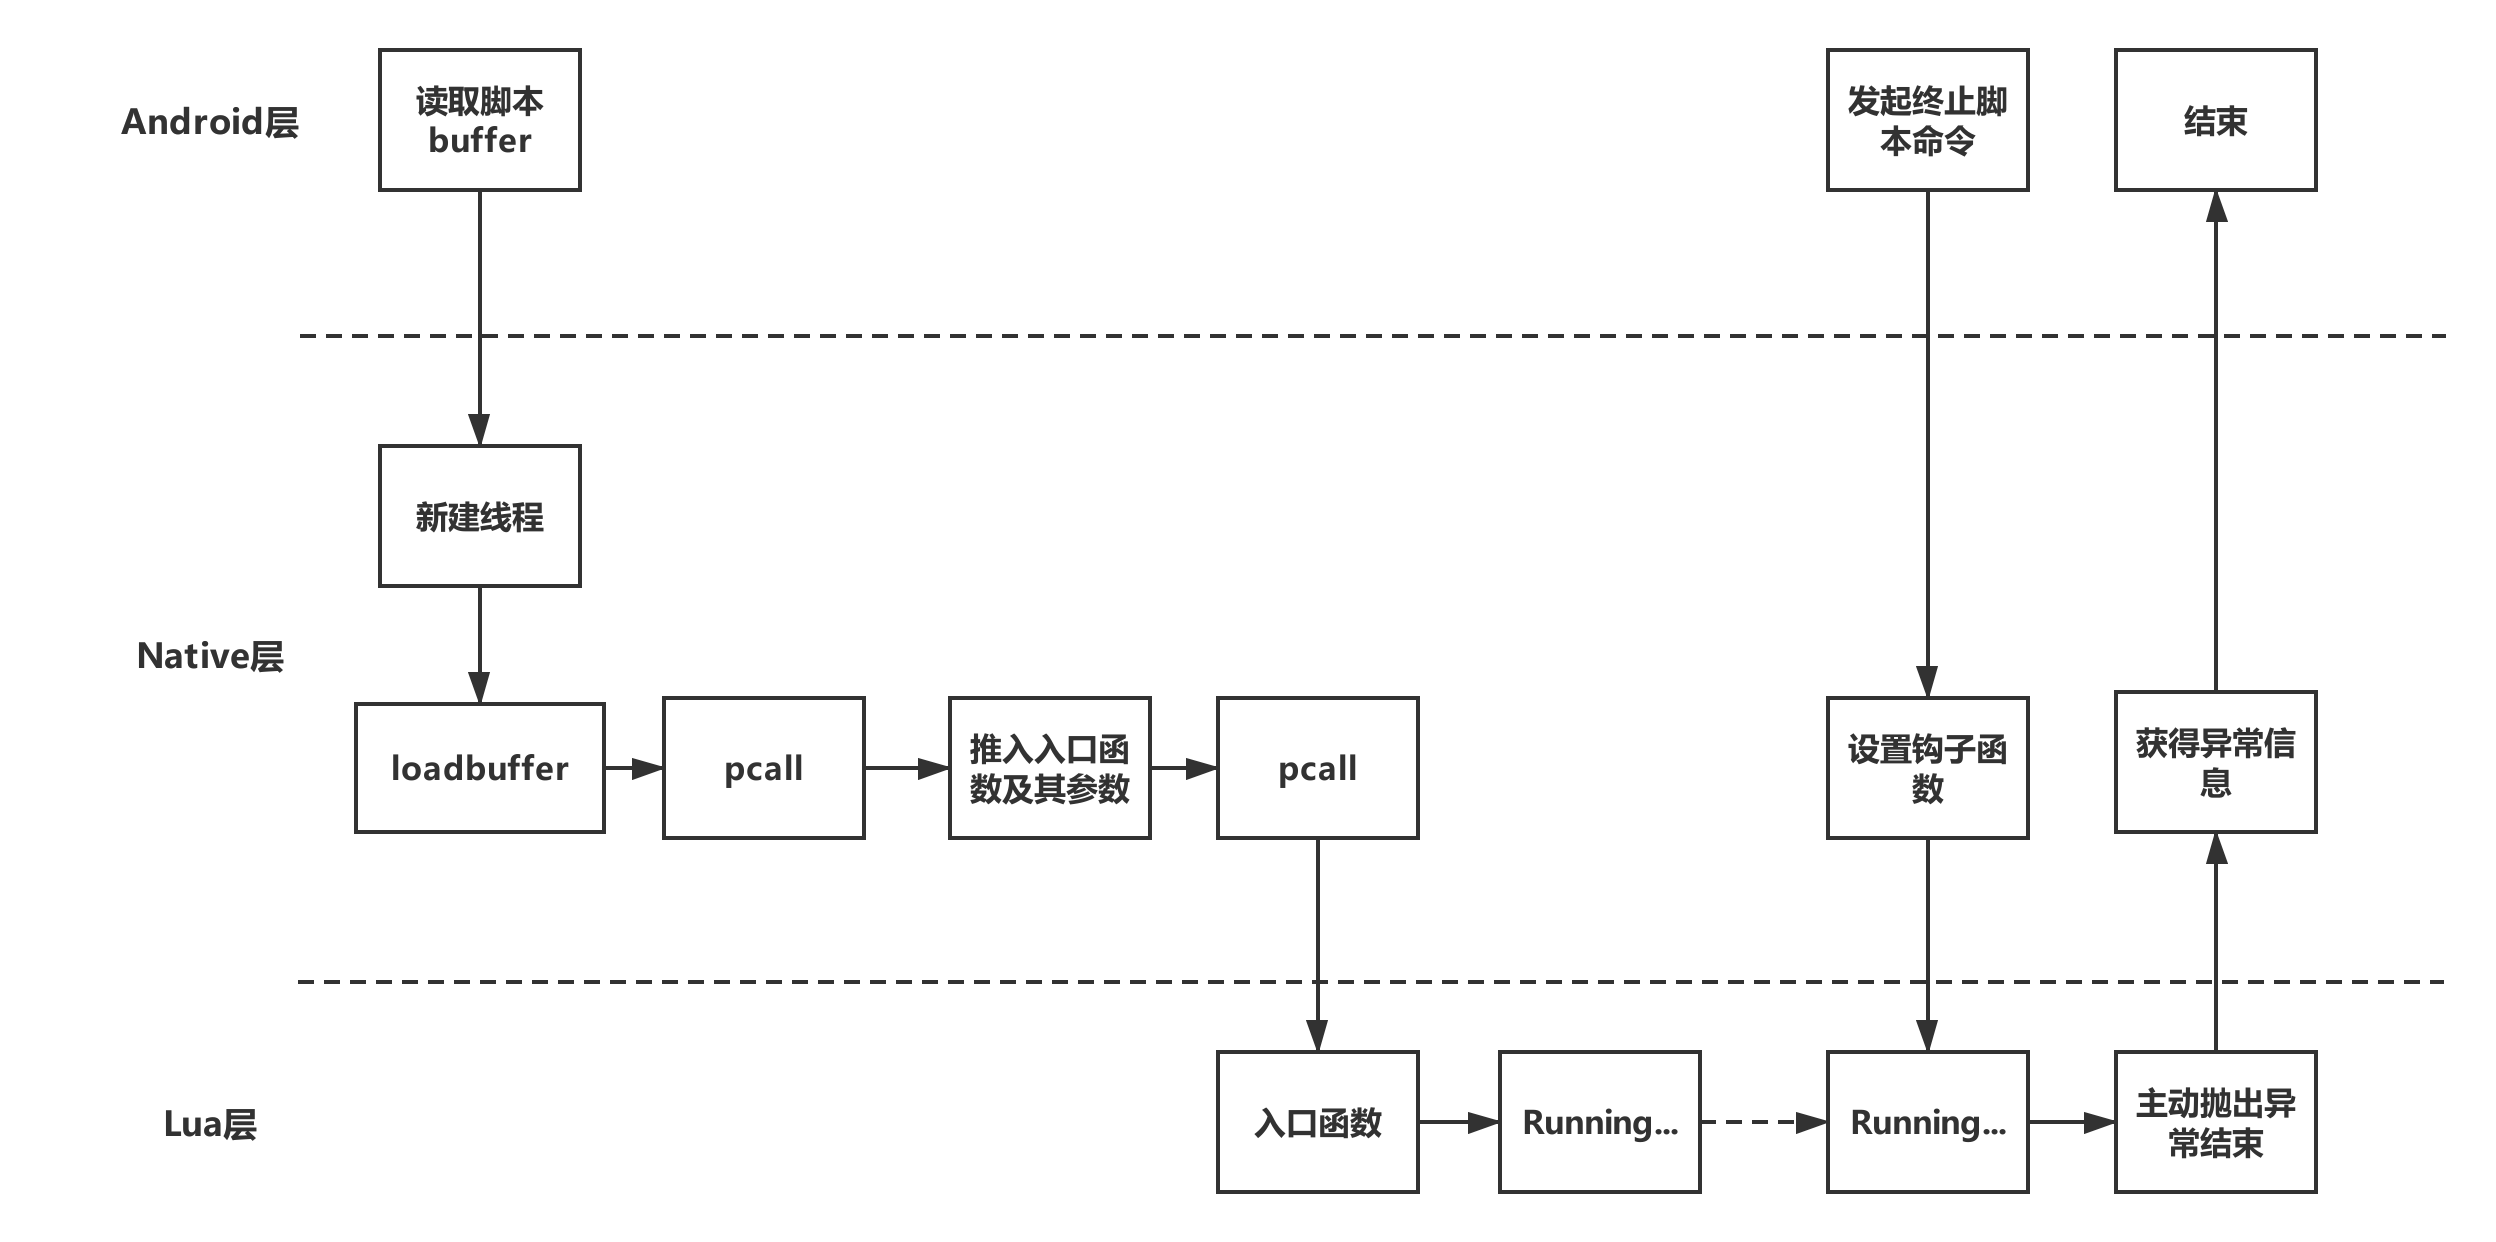 Android层
读取脚本
buffer
发起终止脚
本命令
结束
新建线程
Native层
loadbuffer
pcall
推入入口函
数及其参数
pcall
设置钩子函
数
获得异常信
息
Lua层
入口函数
Running...
Running...
主动抛出异
常结束